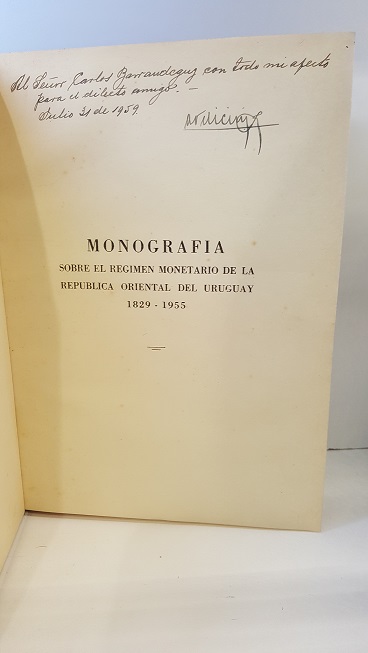 Al Señor Carlos Barrandeguy con todo mi afecto
para el dilecto amigo. —
Julio 31 de 1959
MONOGRAFIA
SOBRE EL REGIMEN MONETARIO DE LA
REPUBLICA ORIENTAL DEL URUGUAY
1829 - 1955